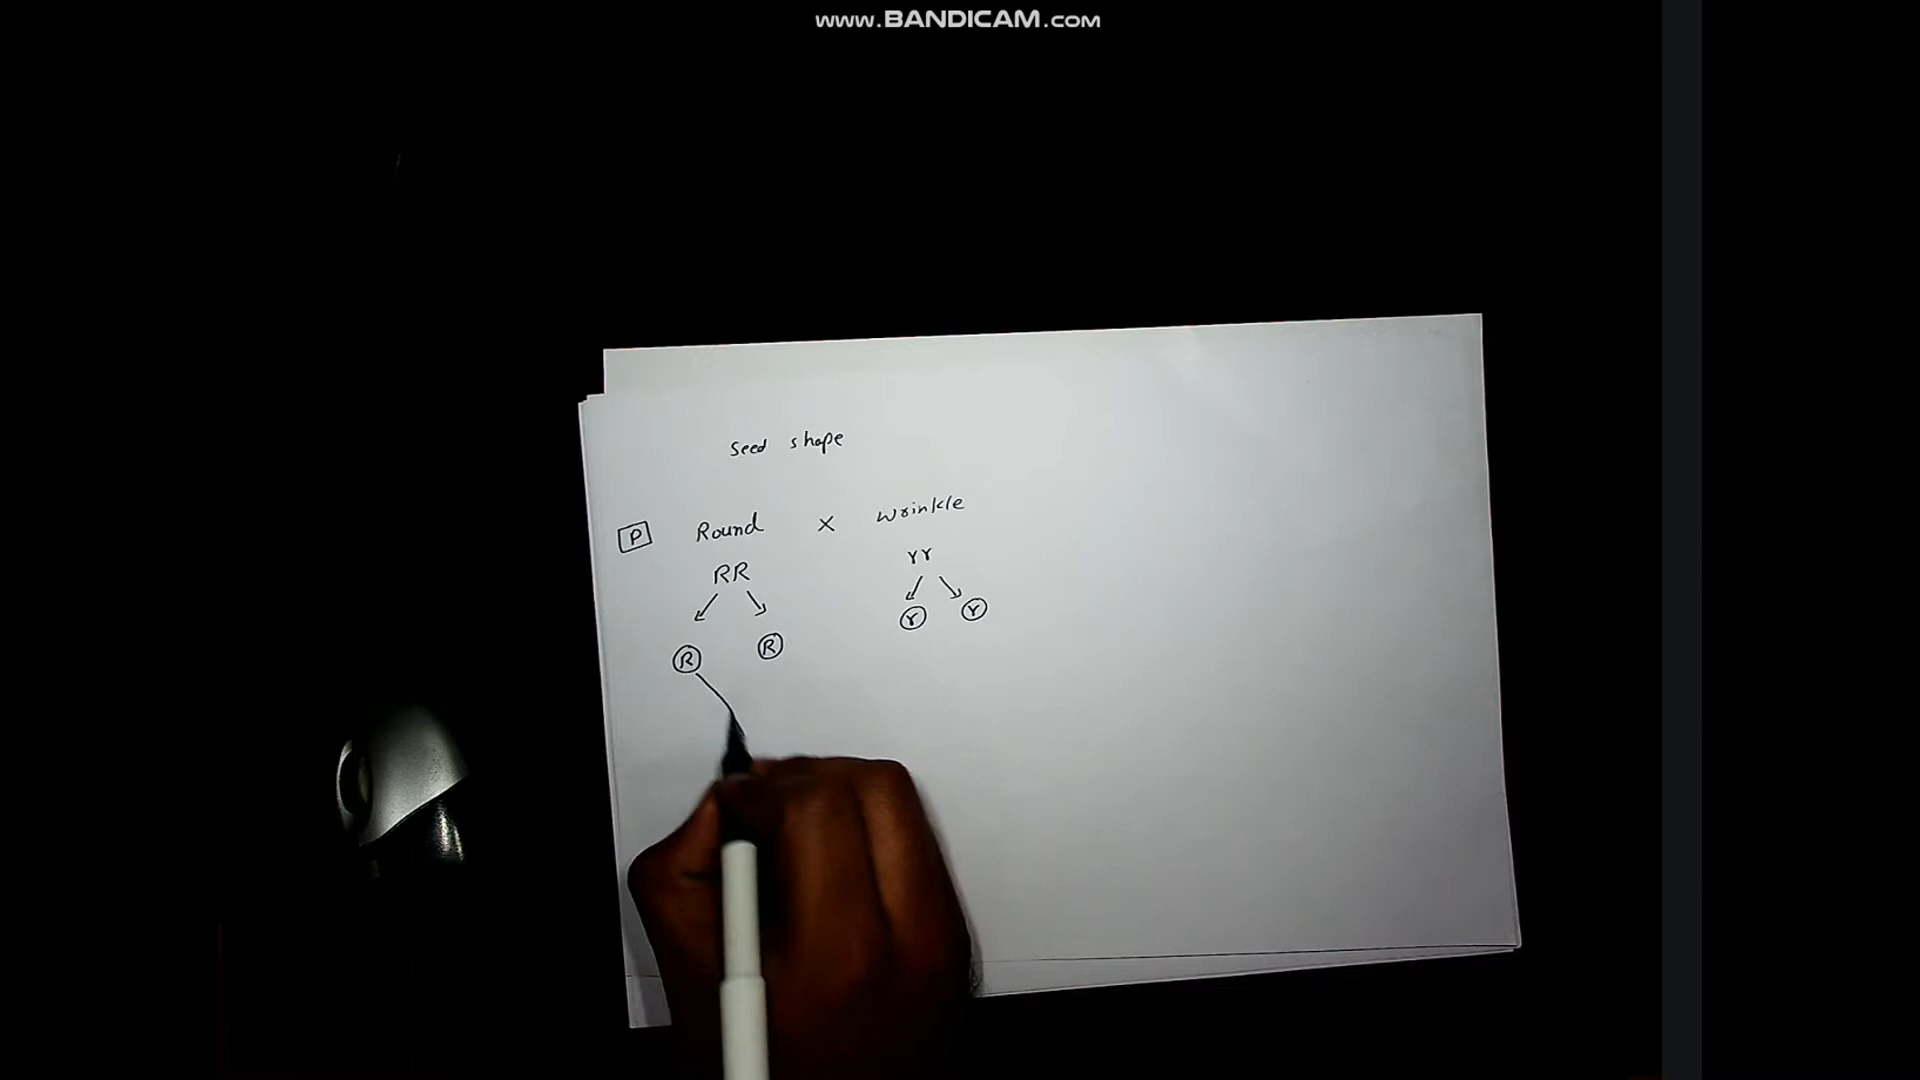 www.BANDICAM.com
Seed shape
P Round × Wrinkle
RR rr
R R r r